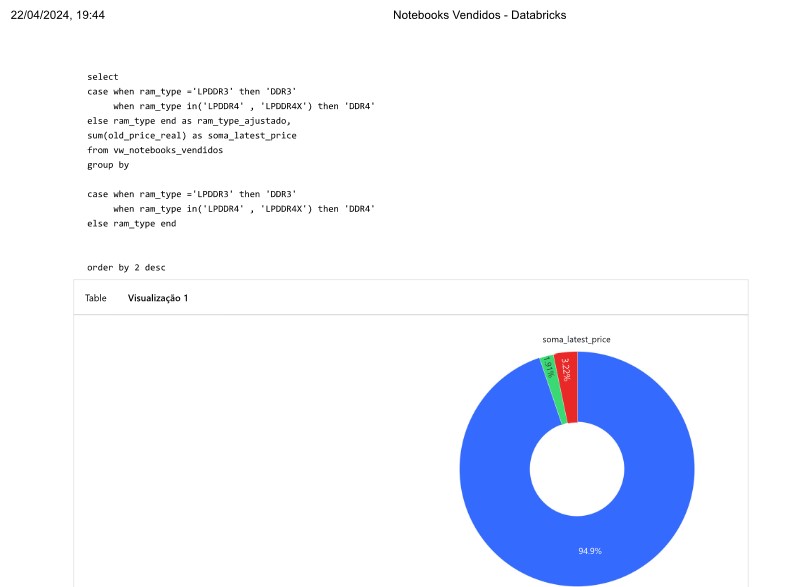 22/04/2024, 19:44
Notebooks Vendidos - Databricks
select
case when ram_type ='LPDDR3' then 'DDR3'
when ram_type in('LPDDR4' , 'LPDDR4X') then 'DDR4'
else ram_type end as ram_type_ajustado,
sum(old_price_real) as soma_latest_price
from vw_notebooks_vendidos
group by
case when ram_type ='LPDDR3' then 'DDR3'
when ram_type in('LPDDR4' , 'LPDDR4X') then 'DDR4'
else ram_type end
order by 2 desc
Table
Visualização 1
soma_latest_price
1.91%
3.22%
94.9%